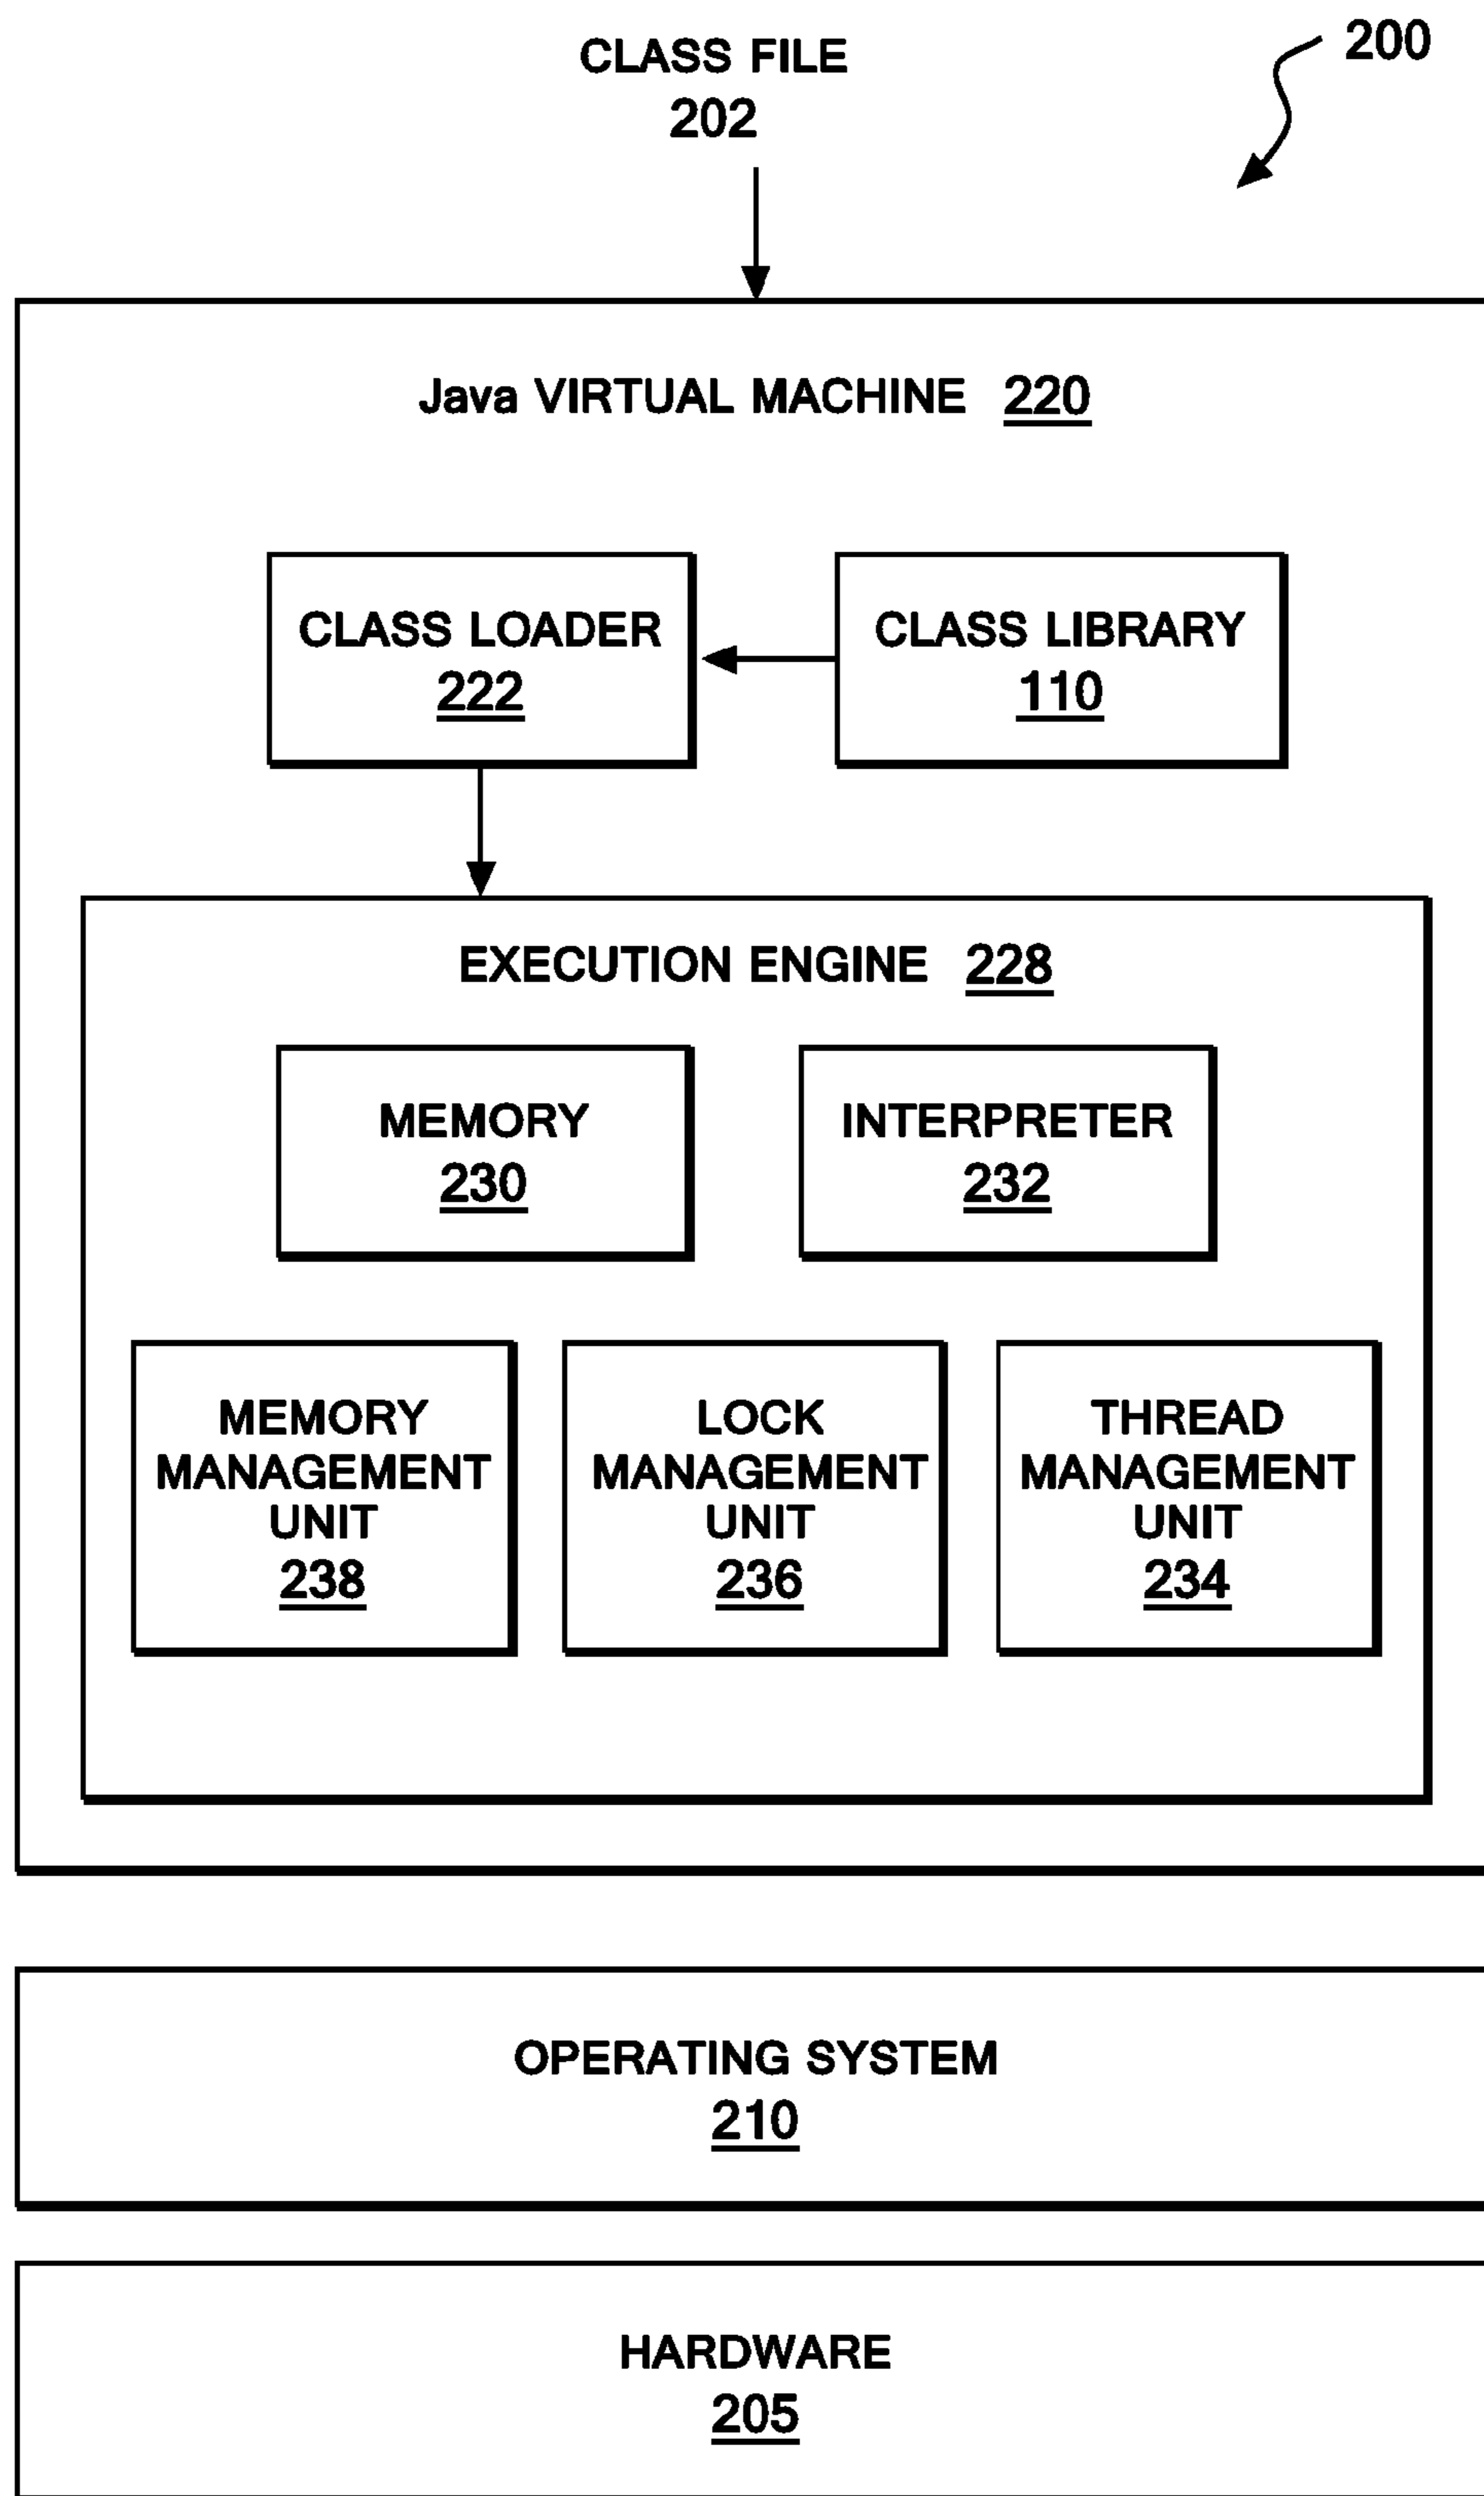 200
CLASS FILE
202
Java VIRTUAL MACHINE 220
CLASS LOADER
222
CLASS LIBRARY
110
EXECUTION ENGINE 228
MEMORY
230
INTERPRETER
232
MEMORY
MANAGEMENT
UNIT
238
LOCK
MANAGEMENT
UNIT
236
THREAD
MANAGEMENT
UNIT
234
OPERATING SYSTEM
210
HARDWARE
205